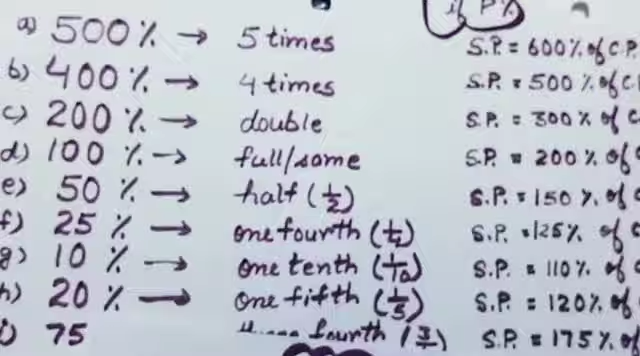 if P%
a) 500% → 5 times S.P. = 600% of C.P.
b) 400% → 4 times S.P. = 500% of C.P.
c) 200% → double S.P. = 300% of C
d) 100% → full/same S.P. = 200% of
e) 50% → half (1/2) S.P. = 150% of
f) 25% → one fourth (1/4) S.P. = 125% of C
g) 10% → one tenth (1/10) S.P. = 110% of C
h) 20% → one fifth (1/5) S.P. = 120% of
i) 75 fourth (3/4) S.P. = 175% of